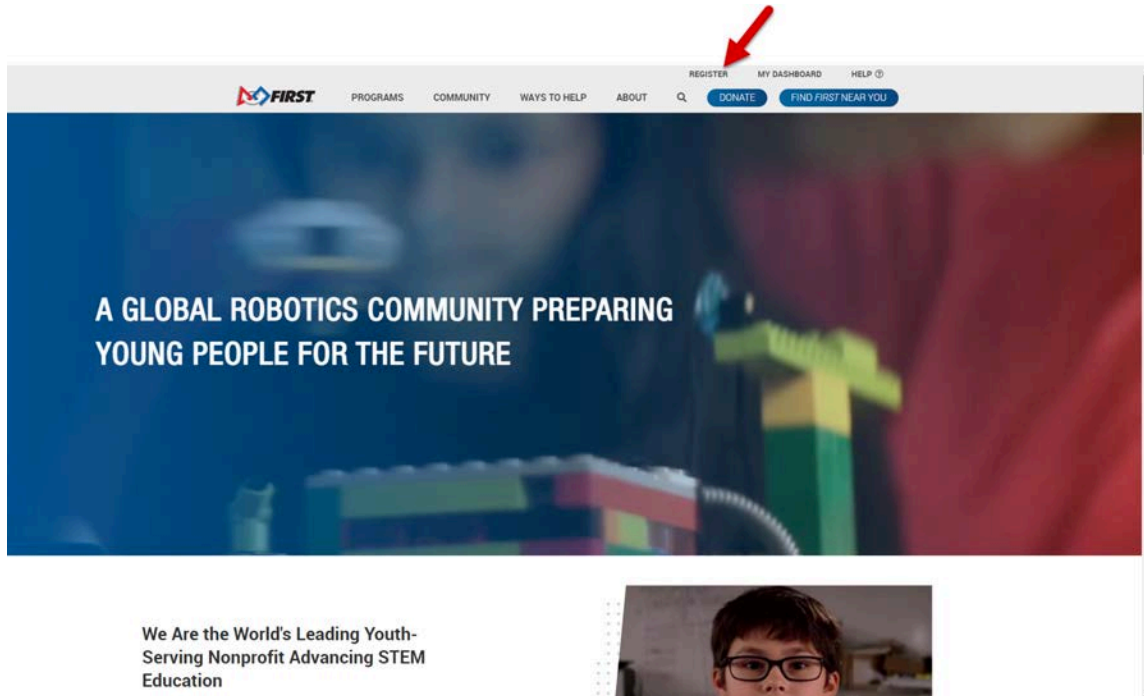 REGISTER MY DASHBOARD HELP
FIRST PROGRAMS COMMUNITY WAYS TO HELP ABOUT DONATE FIND FIRST NEAR YOU
A GLOBAL ROBOTICS COMMUNITY PREPARING
YOUNG PEOPLE FOR THE FUTURE
We Are the World's Leading Youth-
Serving Nonprofit Advancing STEM
Education